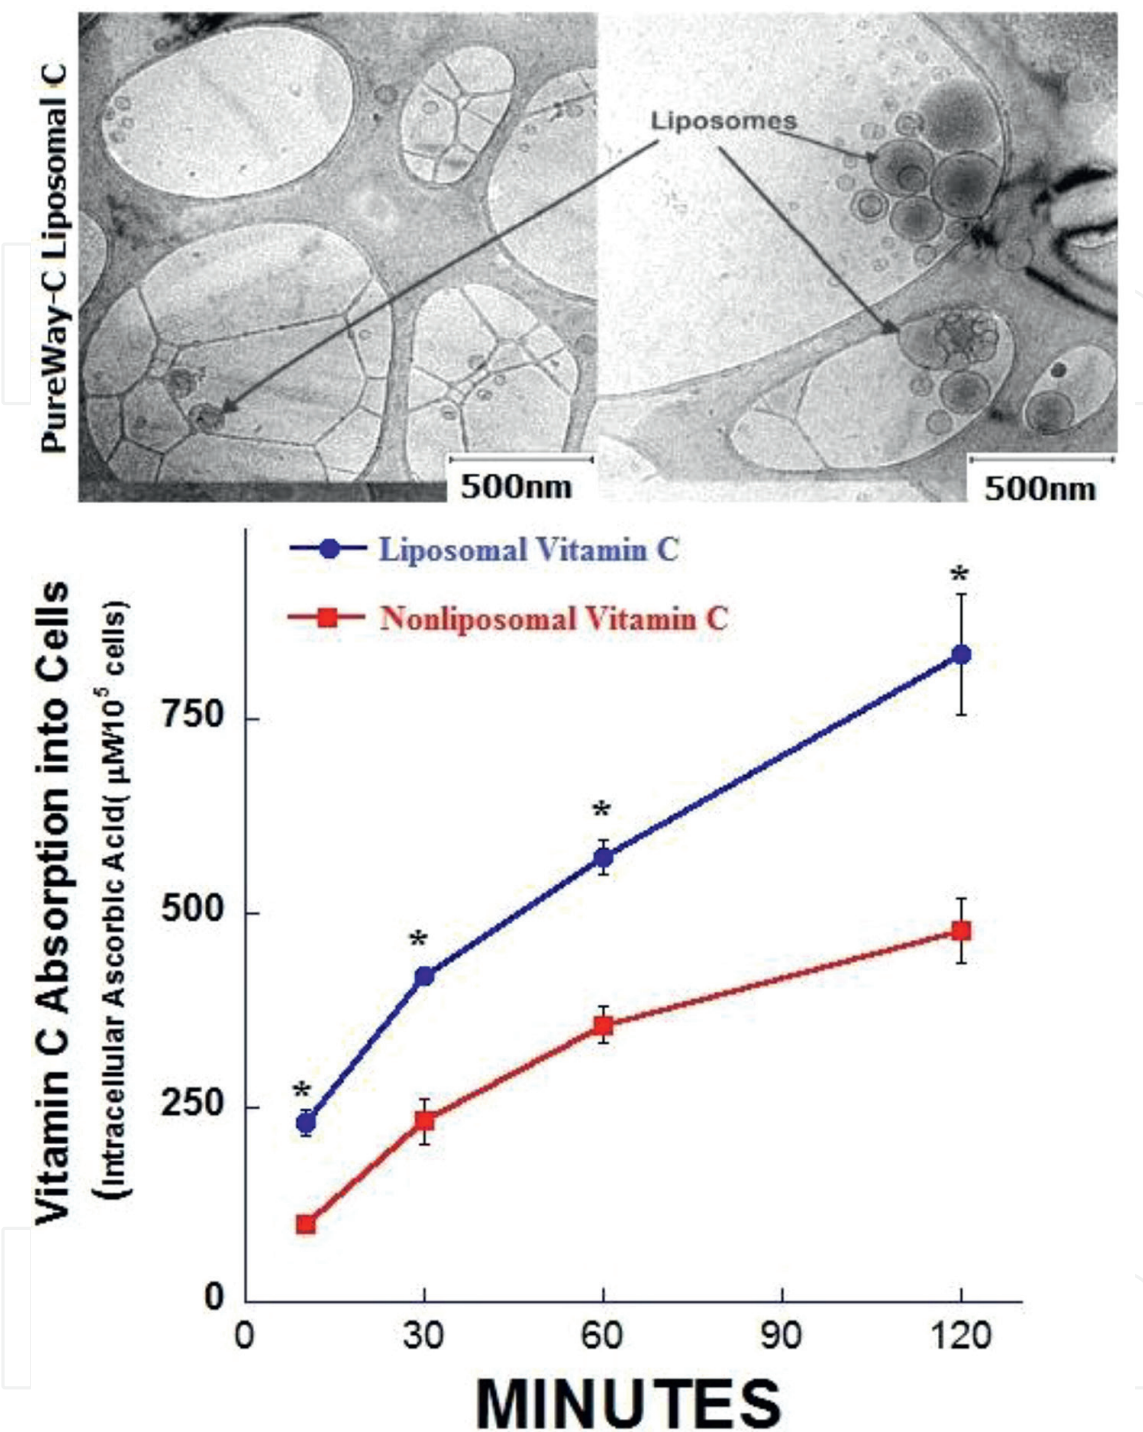 PureWay-C Liposomal C
Liposomes
500nm
500nm
Liposomal Vitamin C
Nonliposomal Vitamin C
Vitamin C Absorption into Cells
(Intracellular Ascorbic Acid( µM/10⁵ cells)
*
*
*
*
750
500
250
0
0 30 60 90 120
MINUTES